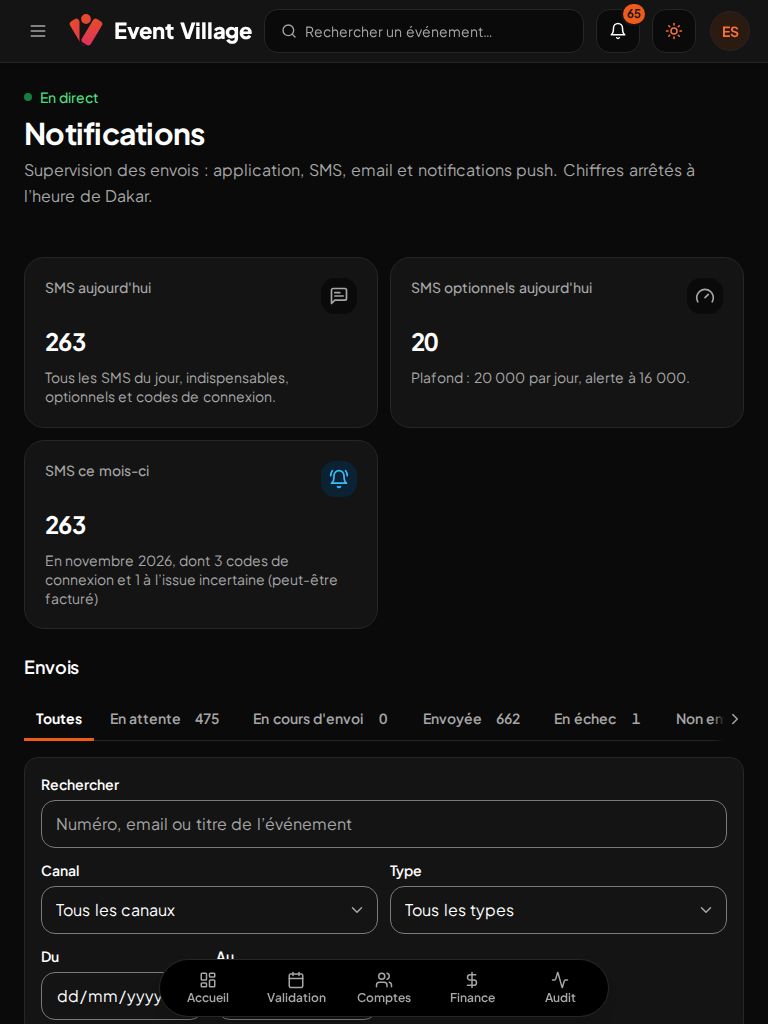 Event Village
Rechercher un événement…
65
ES
En direct
Notifications
Supervision des envois : application, SMS, email et notifications push. Chiffres arrêtés à
l’heure de Dakar.
SMS aujourd'hui
263
Tous les SMS du jour, indispensables,
optionnels et codes de connexion.
SMS optionnels aujourd'hui
20
Plafond : 20 000 par jour, alerte à 16 000.
SMS ce mois-ci
263
En novembre 2026, dont 3 codes de
connexion et 1 à l'issue incertaine (peut-être
facturé)
Envois
Toutes
En attente 475
En cours d'envoi 0
Envoyée 662
En échec 1
Non en
Rechercher
Numéro, email ou titre de l’événement
Canal
Type
Tous les canaux
Tous les types
Du
Au
dd/mm/yyyy
Accueil
Validation
Comptes
Finance
Audit